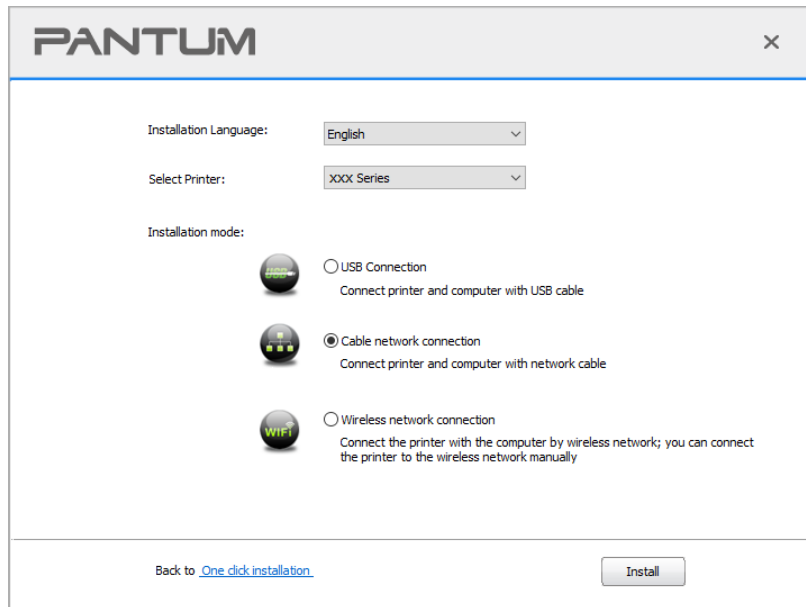 PANTUM
Installation Language:
English
Select Printer:
XXX Series
Installation mode:
USB
USB Connection
Connect printer and computer with USB cable
Cable network connection
Connect printer and computer with network cable
WIFI
Wireless network connection
Connect the printer with the computer by wireless network; you can connect
the printer to the wireless network manually
Back to One click installation
Install